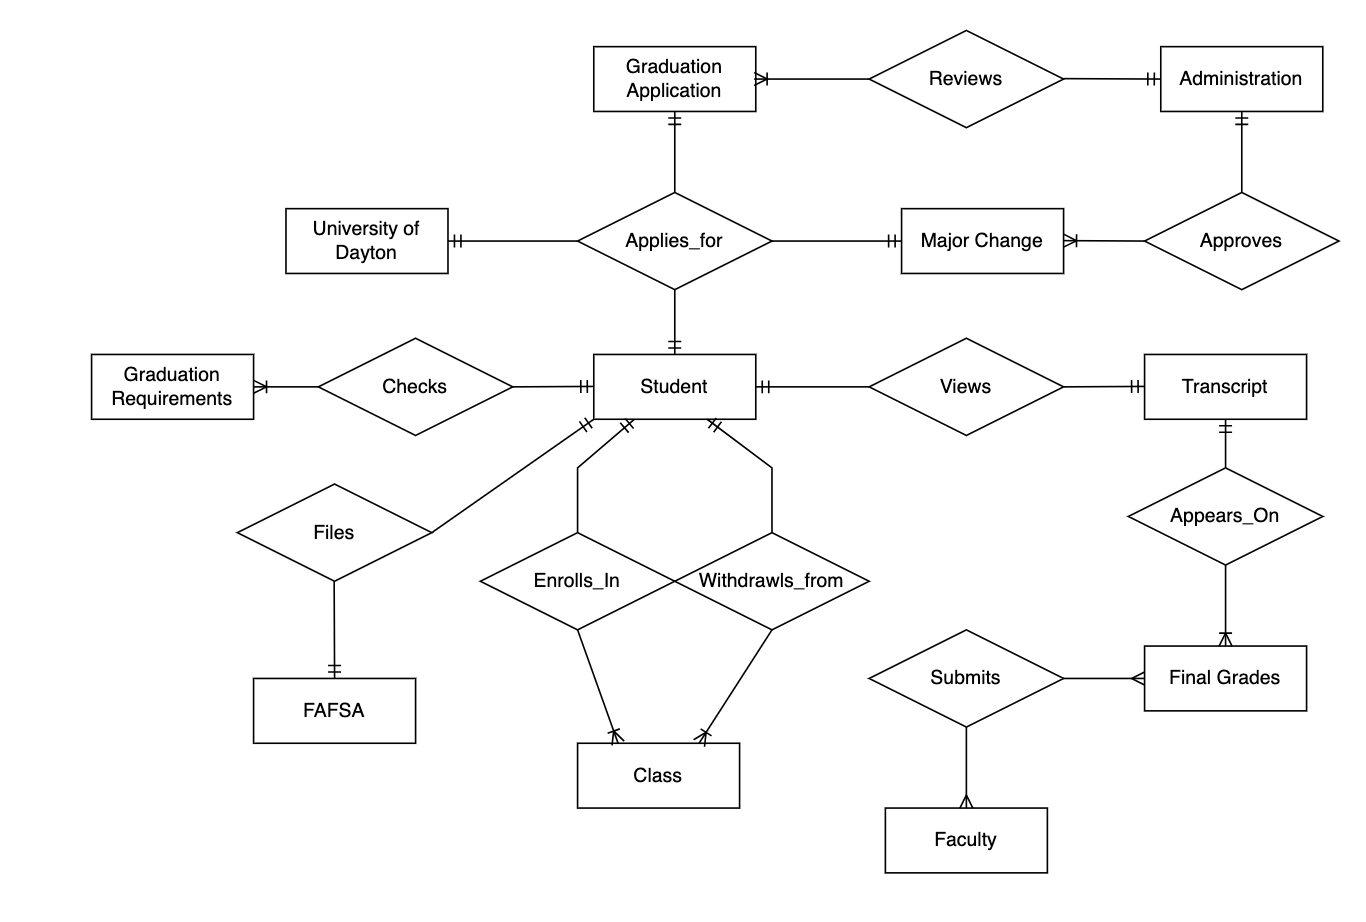 Graduation
Application
Reviews
Administration
University of
Dayton
Applies_for
Major Change
Approves
Graduation
Requirements
Checks
Student
Views
Transcript
Files
Appears_On
Enrolls_In
Withdrawls_from
Submits
Final Grades
FAFSA
Class
Faculty